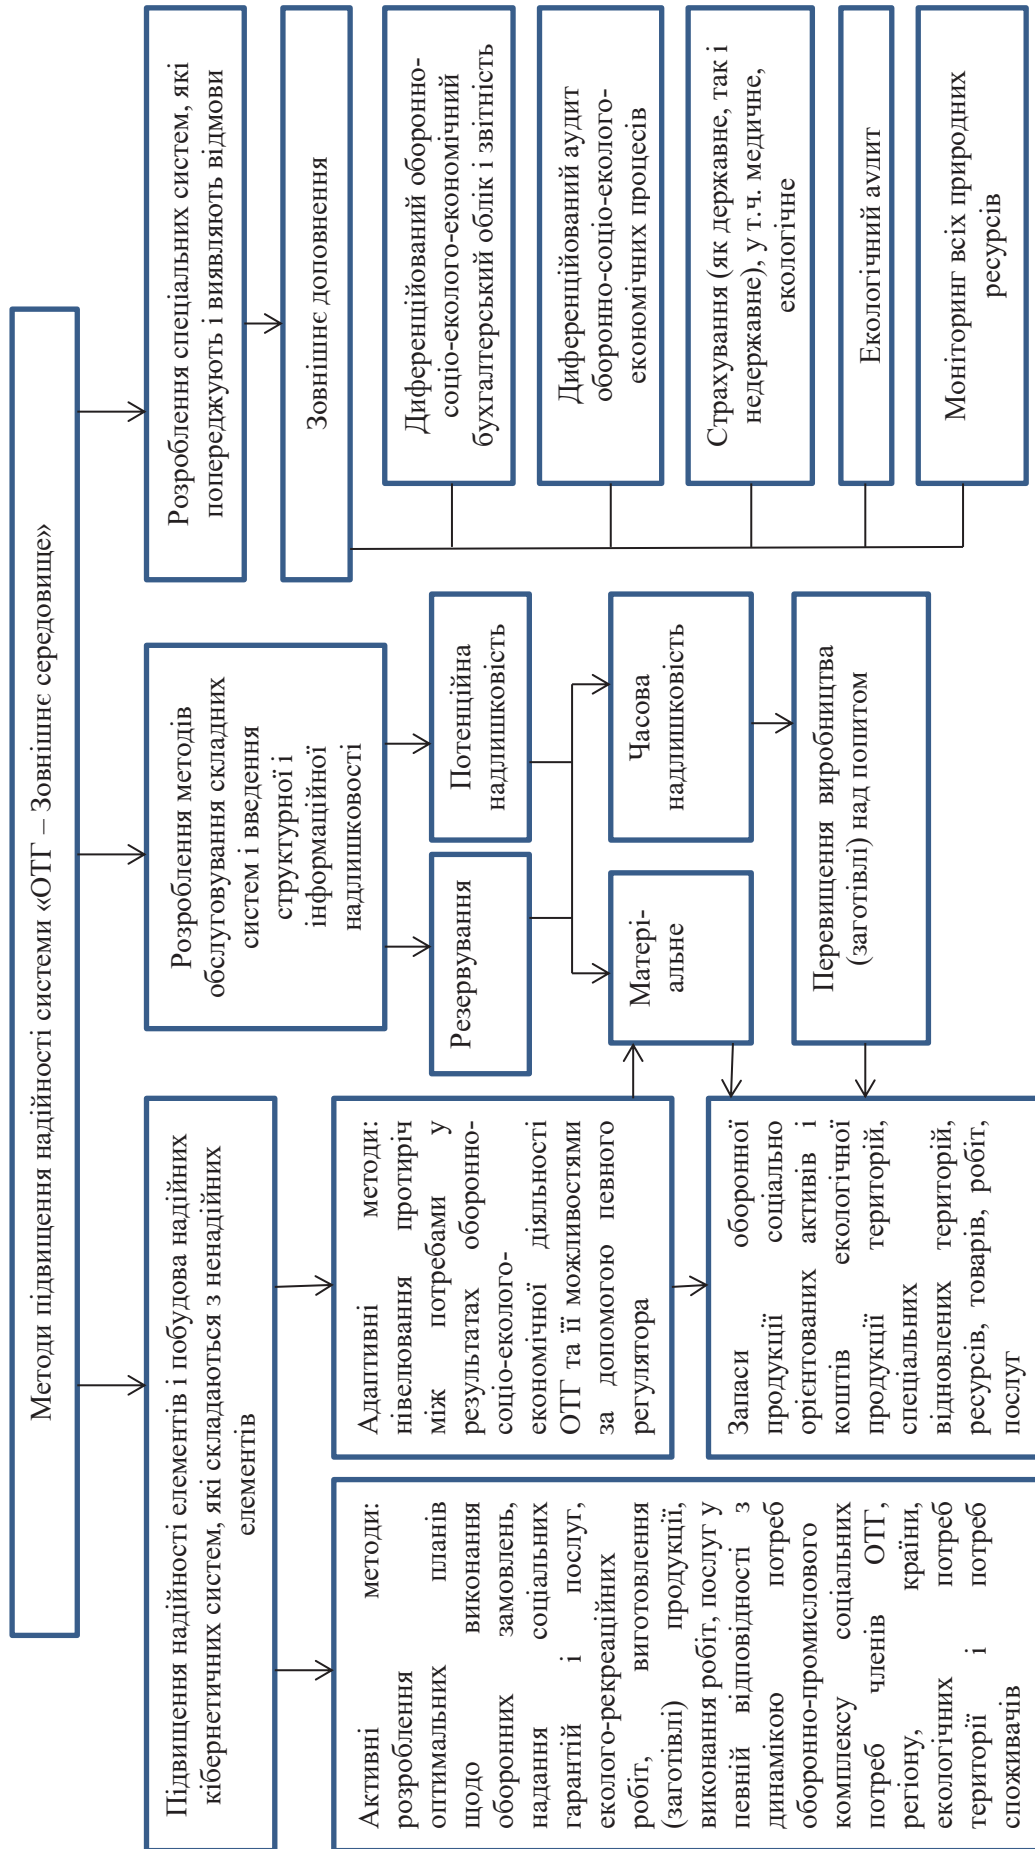 Методи підвищення надійності системи «ОТГ – Зовнішнє середовище»
Підвищення надійності елементів і побудова надійних
кібернетичних систем, які складаються з ненадійних
елементів
Активні методи:
розроблення
оптимальних планів
щодо виконання
оборонних замовлень,
надання соціальних
гарантій і послуг,
еколого-рекреаційних
робіт, виготовлення
(заготівлі) продукції,
виконання робіт, послуг у
певній відповідності з
динамікою потреб
оборонно-промислового
комплексу соціальних
потреб членів ОТГ,
регіону, країни,
екологічних потреб
території і потреб
споживачів
Адаптивні методи:
нівелювання протиріч
між потребами у
результатах оборонно-
соціо-еколого-
економічної діяльності
ОТГ та її можливостями
за допомогою певного
регулятора
Запаси оборонної
продукції соціально
орієнтованих активів і
коштів екологічної
продукції територій,
спеціальних
відновлених територій,
ресурсів, товарів, робіт,
послуг
Розроблення методів
обслуговування складних
систем і введення
структурної і
інформаційної
надлишковості
Резервування
Потенційна
надлишковість
Матері-
альне
Часова
надлишковість
Перевищення виробництва
(заготівлі) над попитом
Розроблення спеціальних систем, які
попереджують і виявляють відмови
Зовнішнє доповнення
Диференційований оборонно-
соціо-еколого-економічний
бухгалтерський облік і звітність
Диференційований аудит
оборонно-соціо-еколого-
економічних процесів
Страхування (як державне, так і
недержавне), у т. ч. медичне,
екологічне
Екологічний аудит
Моніторинг всіх природних
ресурсів